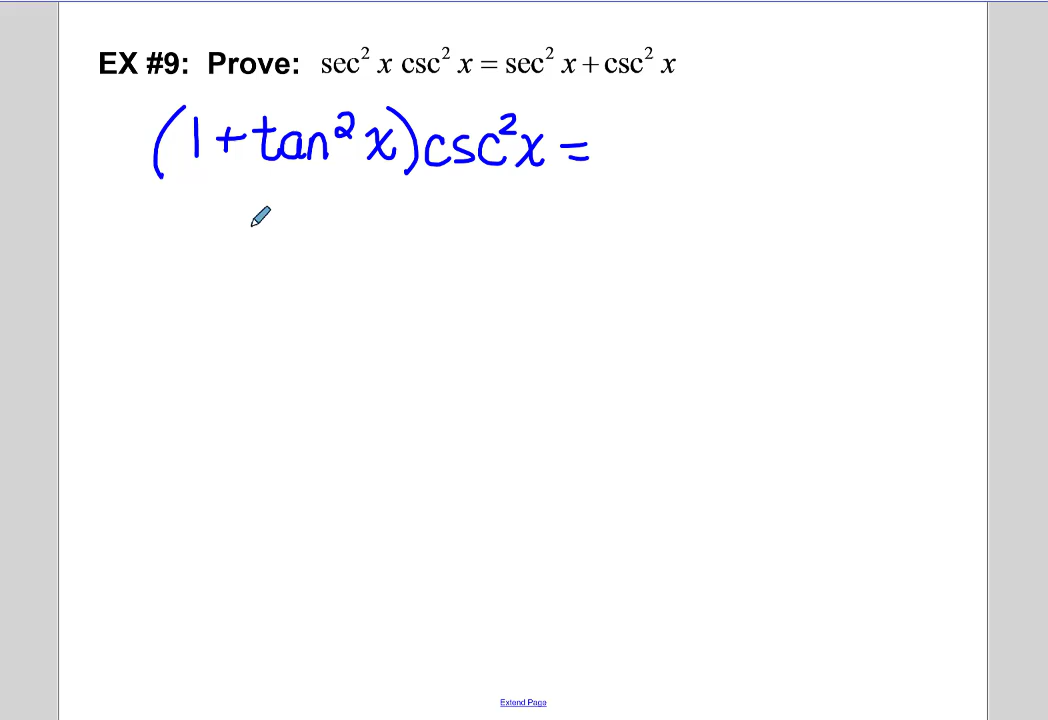 EX #9: Prove: sec² x csc² x = sec² x + csc² x
(1 + tan² x) csc² x =
Extend Page